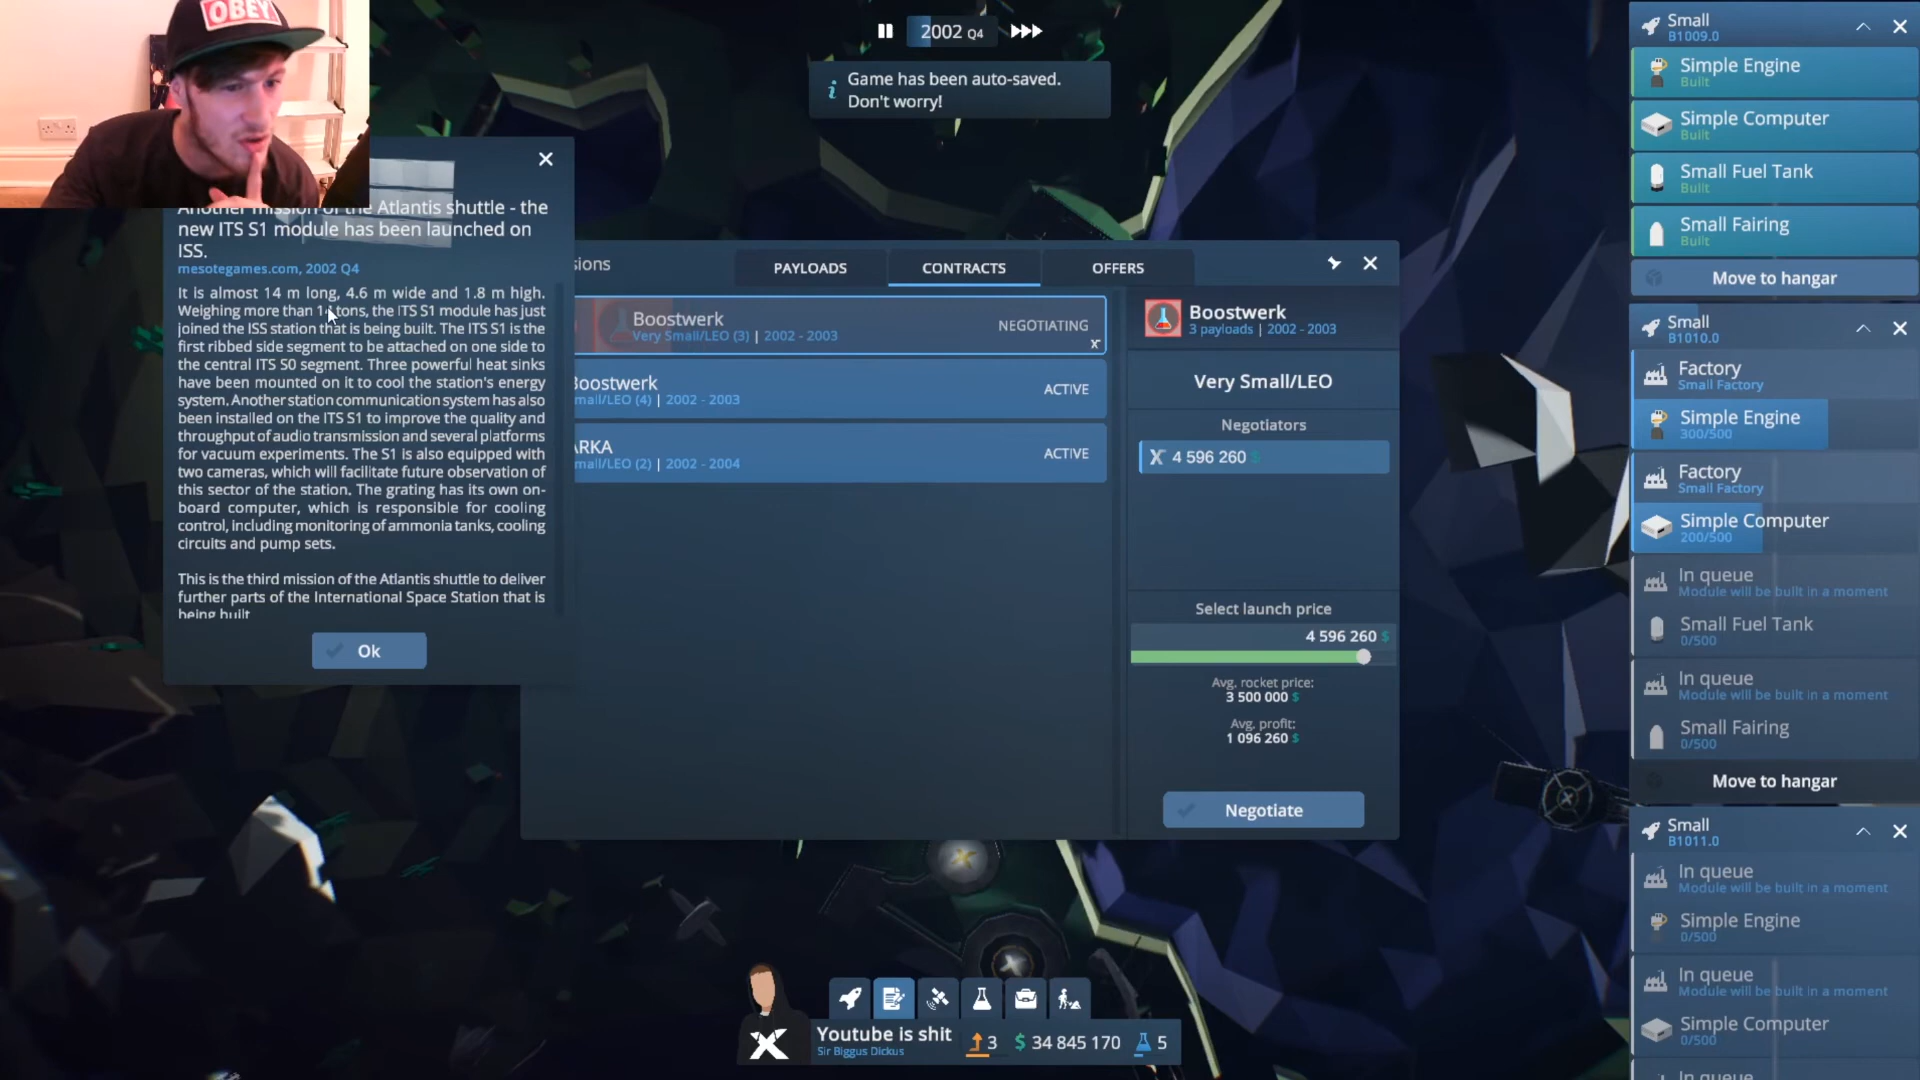 OBEY
2002 Q4
Game has been auto-saved.
Don't worry!
Another mission of the Atlantis shuttle - the
new ITS S1 module has been launched on
ISS.
mesotegames.com, 2002 Q4
It is almost 14 m long, 4.6 m wide and 1.8 m high.
Weighing more than tons, the ITS S1 module has just
joined the ISS station that is being built. The ITS S1 is the
first ribbed side segment to be attached on one side to
the central ITS S0 segment. Three powerful heat sinks
have been mounted on it to cool the station's energy
system. Another station communication system has also
been installed on the ITS S1 to improve the quality and
throughput of audio transmission and several platforms
for vacuum experiments. The S1 is also equipped with
two cameras, which will facilitate future observation of
this sector of the station. The grating has its own on-
board computer, which is responsible for cooling
control, including monitoring of ammonia tanks, cooling
circuits and pump sets.
This is the third mission of the Atlantis shuttle to deliver
further parts of the International Space Station that is
being built
Ok
sions
PAYLOADS
CONTRACTS
OFFERS
Boostwerk
Very Small/LEO (3) | 2002 - 2003
NEGOTIATING
X
Boostwerk
mall/LEO (4) | 2002 - 2003
ACTIVE
ARKA
mall/LEO (2) | 2002 - 2004
ACTIVE
Boostwerk
3 payloads | 2002 - 2003
Very Small/LEO
Negotiators
X 4 596 260 $
Select launch price
4 596 260 $
Avg. rocket price:
3 500 000 $
Avg. profit:
1 096 260 $
Negotiate
Small
B1009.0
Simple Engine
Built
Simple Computer
Built
Small Fuel Tank
Built
Small Fairing
Built
Move to hangar
Small
B1010.0
Factory
Small Factory
Simple Engine
300/500
Factory
Small Factory
Simple Computer
200/500
In queue
Module will be built in a moment
Small Fuel Tank
0/500
In queue
Module will be built in a moment
Small Fairing
0/500
Move to hangar
Small
B1011.0
In queue
Module will be built in a moment
Simple Engine
0/500
In queue
Module will be built in a moment
Simple Computer
0/500
In queue
X
Youtube is shit
Sir Biggus Dickus
3
$ 34 845 170
5